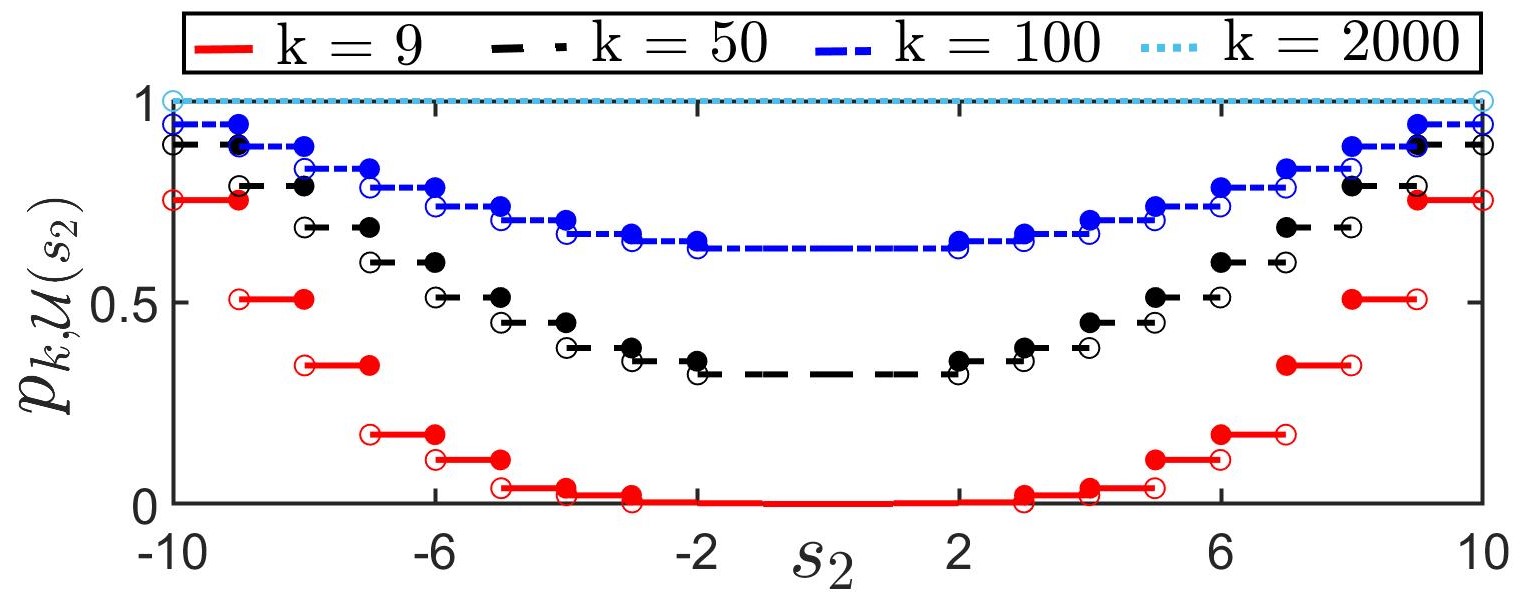 k = 9 k = 50 k = 100 k = 2000
1
0.5
0
p_{k,𝒰(s_2)}
-10 -6 -2 2 6 10
s_2